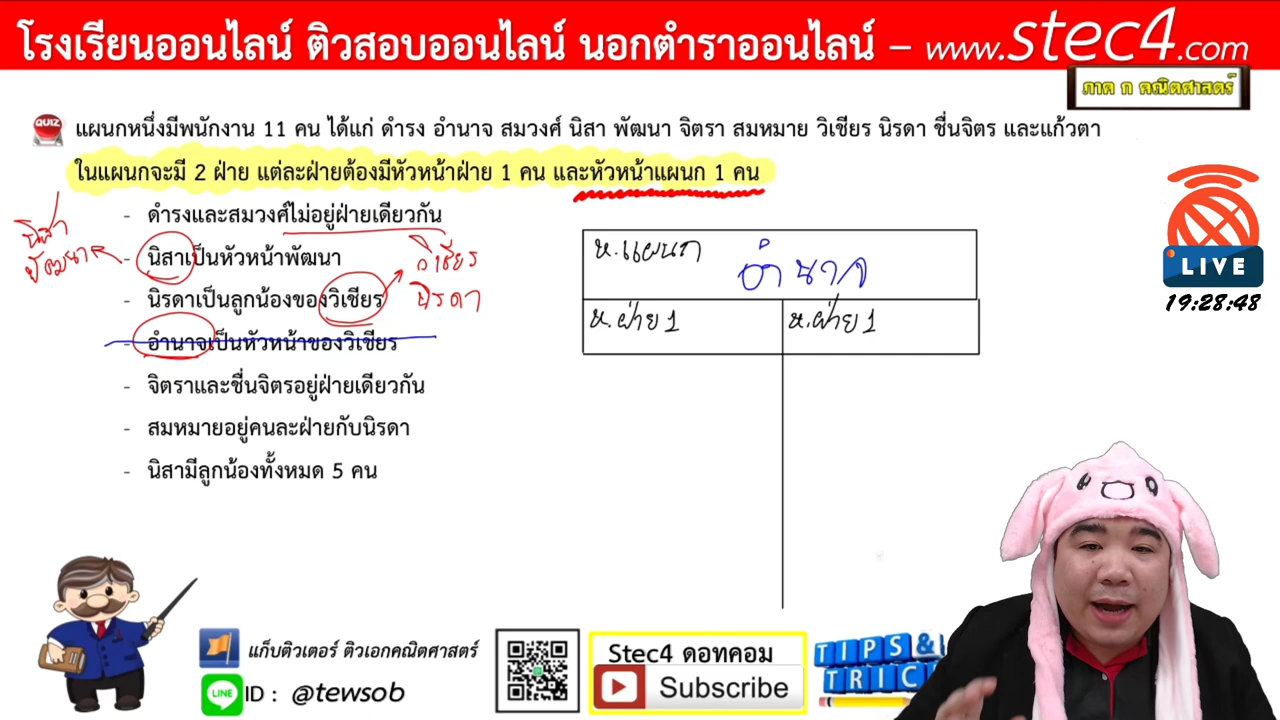 โรงเรียนออนไลน์ ติวสอบออนไลน์ นอกตำราออนไลน์ – www.stec4.com
ภาค ก คณิตศาสตร์
QUIZ
แผนกหนึ่งมีพนักงาน 11 คน ได้แก่ ดำรง อำนาจ สมวงศ์ นิสา พัฒนา จิตรา สมหมาย วิเชียร นิรดา ชื่นจิตร และแก้วตา
ในแผนกจะมี 2 ฝ่าย แต่ละฝ่ายต้องมีหัวหน้าฝ่าย 1 คน และหัวหน้าแผนก 1 คน
- ดำรงและสมวงศ์ไม่อยู่ฝ่ายเดียวกัน
นิสา
พัฒนา
- นิสาเป็นหัวหน้าพัฒนา
วิเชียร
- นิรดาเป็นลูกน้องของวิเชียร
นิรดา
- อำนาจเป็นหัวหน้าของวิเชียร
- จิตราและชื่นจิตรอยู่ฝ่ายเดียวกัน
- สมหมายอยู่คนละฝ่ายกับนิรดา
- นิสามีลูกน้องทั้งหมด 5 คน
ห.แผนก
อำนาจ
ห.ฝ่าย 1
ห.ฝ่าย 1
LIVE
19:28:48
แก็บติวเตอร์ ติวเอกคณิตศาสตร์
LINE ID : @tewsob
Stec4 ดอทคอม
Subscribe
TIPS &
TRIC